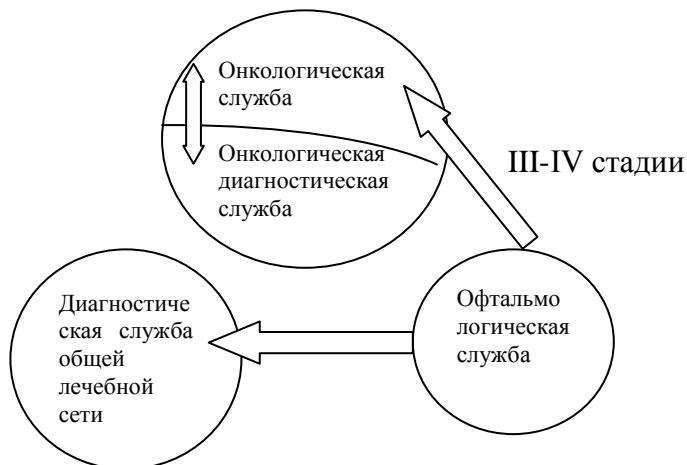 Онкологическая
служба
Онкологическая
диагностическая
служба
III-IV стадии
Диагностиче
ская служба
общей
лечебной
сети
Офтальмо
логическая
служба